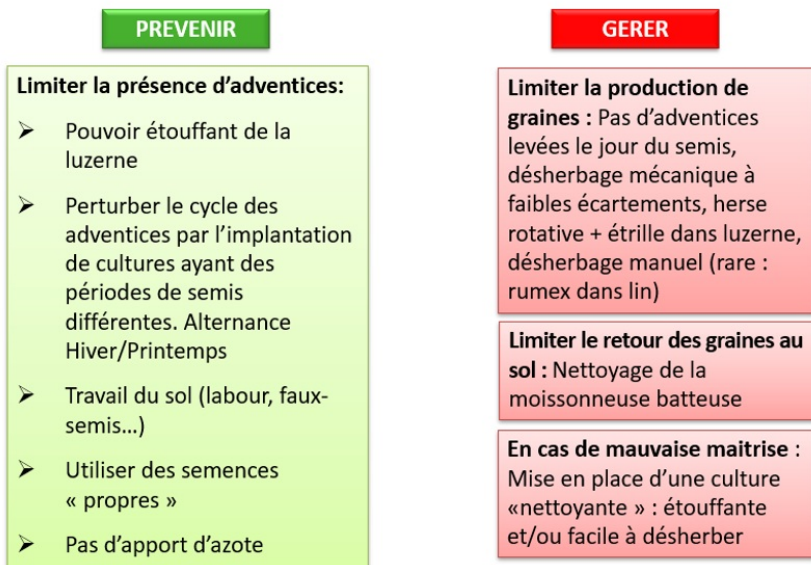 PREVENIR
Limiter la présence d'adventices:
➤ Pouvoir étouffant de la
luzerne
➤ Perturber le cycle des
adventices par l'implantation
de cultures ayant des
périodes de semis
différentes. Alternance
Hiver/Printemps
➤ Travail du sol (labour, faux-
semis...)
➤ Utiliser des semences
« propres »
➤ Pas d'apport d'azote
GERER
Limiter la production de
graines : Pas d'adventices
levées le jour du semis,
désherbage mécanique à
faibles écartements, herse
rotative + étrille dans luzerne,
désherbage manuel (rare :
rumex dans lin)
Limiter le retour des graines au
sol : Nettoyage de la
moissonneuse batteuse
En cas de mauvaise maitrise :
Mise en place d'une culture
«nettoyante » : étouffante
et/ou facile à désherber